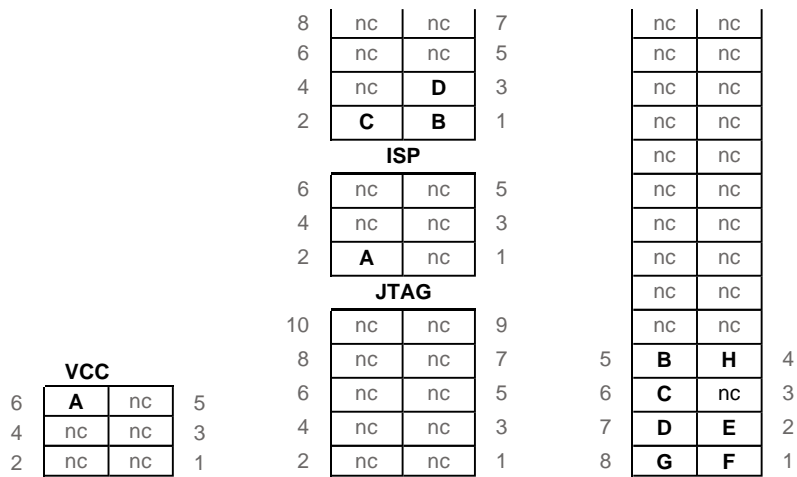 8 nc nc 7 nc nc
6 nc nc 5 nc nc
4 nc D 3 nc nc
2 C B 1 nc nc
ISP nc nc
6 nc nc 5 nc nc
4 nc nc 3 nc nc
2 A nc 1 nc nc
JTAG nc nc
10 nc nc 9 nc nc
VCC 8 nc nc 7 5 B H 4
6 A nc 5 6 nc nc 5 6 C nc 3
4 nc nc 3 4 nc nc 3 7 D E 2
2 nc nc 1 2 nc nc 1 8 G F 1